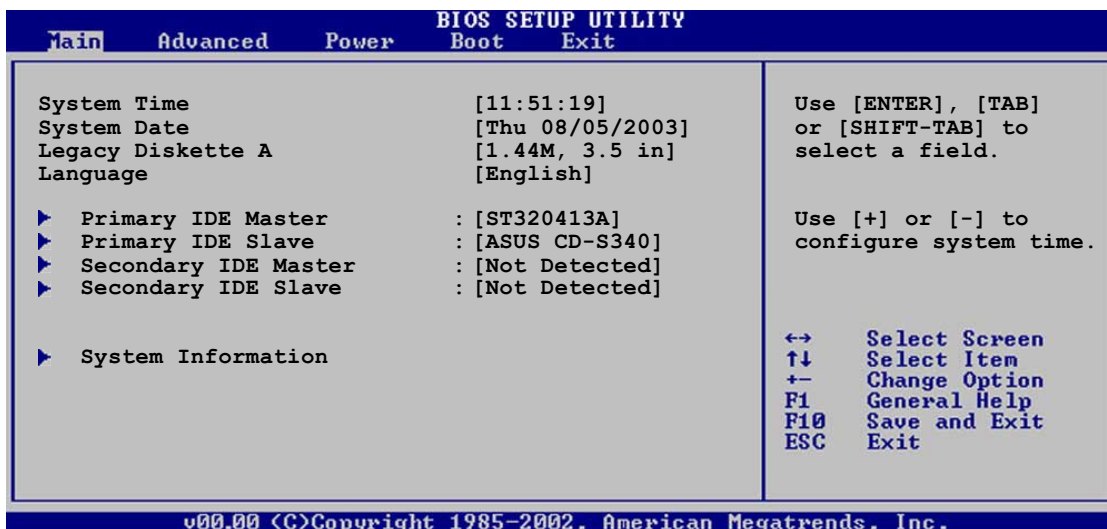 BIOS SETUP UTILITY
Main Advanced Power Boot Exit
System Time [11:51:19]
System Date [Thu 08/05/2003]
Legacy Diskette A [1.44M, 3.5 in]
Language [English]
Primary IDE Master : [ST320413A]
Primary IDE Slave : [ASUS CD-S340]
Secondary IDE Master : [Not Detected]
Secondary IDE Slave : [Not Detected]
System Information
Use [ENTER], [TAB]
or [SHIFT-TAB] to
select a field.
Use [+] or [-] to
configure system time.
←→ Select Screen
↑↓ Select Item
+- Change Option
F1 General Help
F10 Save and Exit
ESC Exit
v00.00 (C)Copyright 1985-2002, American Megatrends, Inc.